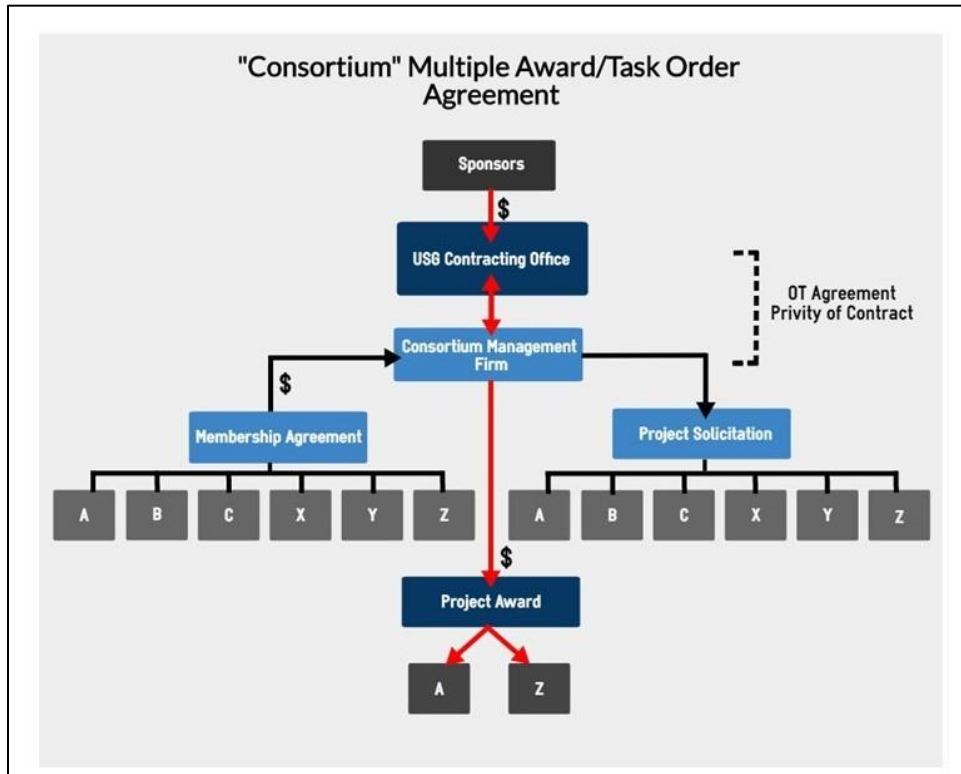 "Consortium" Multiple Award/Task Order
Agreement
Sponsors
$
USG Contracting Office
OT Agreement
Privity of Contract
Consortium Management
Firm
$
Membership Agreement
Project Solicitation
A B C X Y Z
A B C X Y Z
$
Project Award
A Z